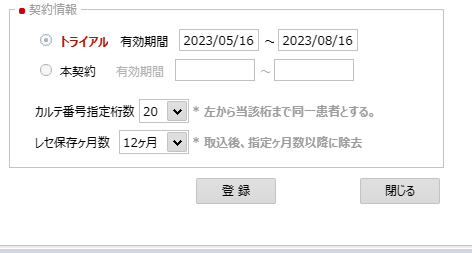 契約情報
トライアル 有効期間 2023/05/16 ～ 2023/08/16
本契約 有効期間 ～
カルテ番号指定桁数 20 * 左から当該桁まで同一患者とする。
レセ保存ヶ月数 12ヶ月 * 取込後、指定ヶ月数以降に除去
登 録 閉じる